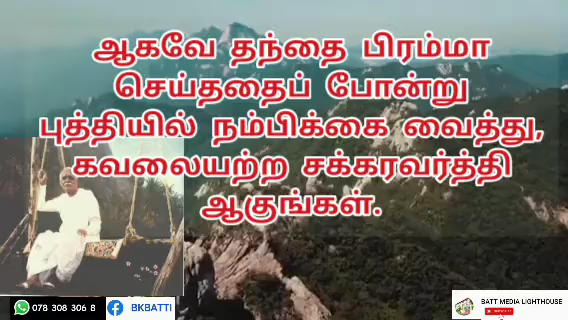 ஆகவே தந்தை பிரம்மா
செய்ததைப் போன்று
புத்தியில் நம்பிக்கை வைத்து,
கவலையற்ற சக்கரவர்த்தி
ஆகுங்கள்.
078 308 306 8 BKBATTI
BATT MEDIA LIGHTHOUSE